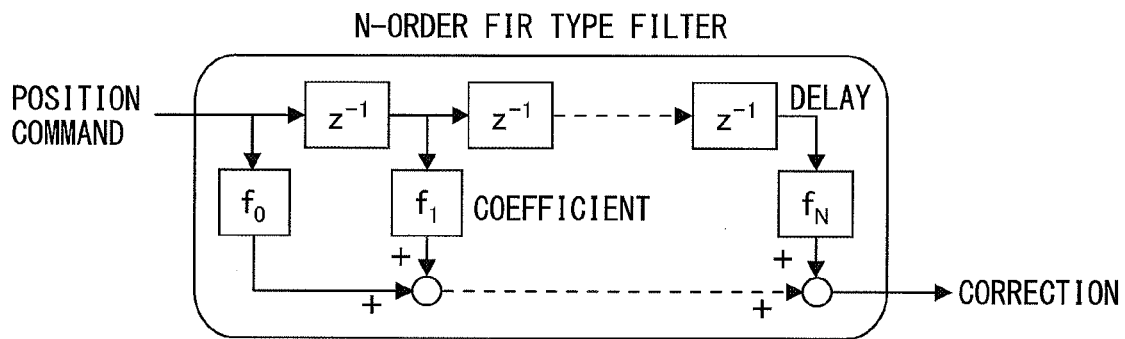 N-ORDER FIR TYPE FILTER
POSITION
COMMAND
z⁻¹
z⁻¹
z⁻¹
DELAY
f₀
f₁
COEFFICIENT
f_N
+
+
+
+
CORRECTION